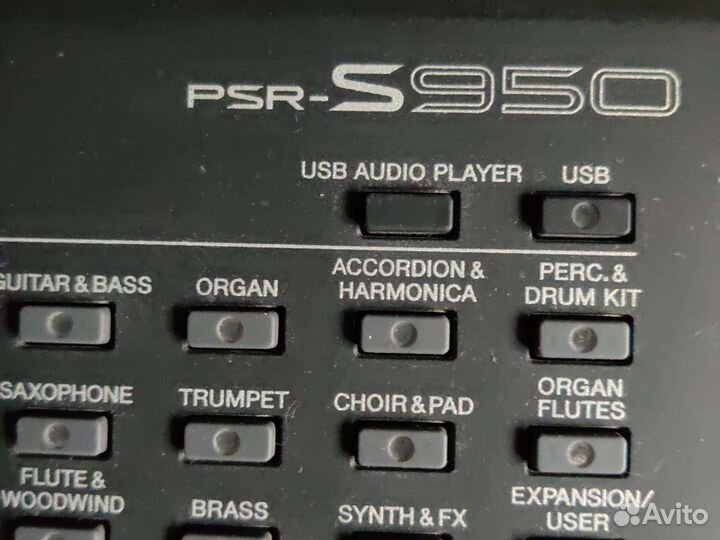 PSR-S950
USB AUDIO PLAYER USB
GUITAR & BASS ORGAN ACCORDION & HARMONICA PERC. & DRUM KIT
SAXOPHONE TRUMPET CHOIR & PAD ORGAN FLUTES
FLUTE & WOODWIND BRASS SYNTH & FX EXPANSION/ USER
Avito